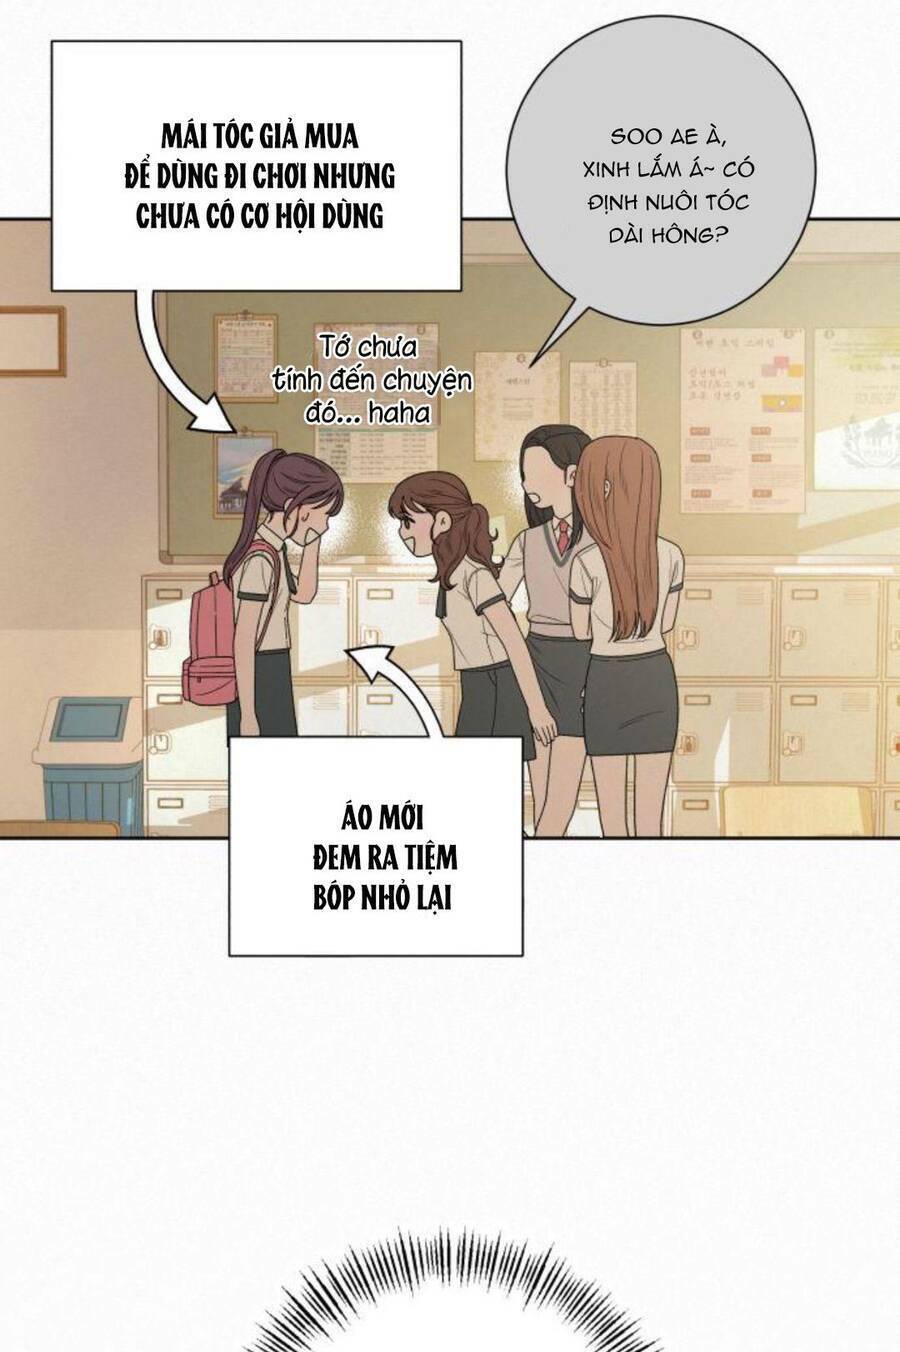 MÁI TÓC GIẢ MUA
ĐỂ DÙNG ĐI CHƠI NHƯNG
CHƯA CÓ CƠ HỘI DÙNG
SOO AE À,
XINH LẮM Á~ CÓ
ĐỊNH NUÔI TÓC
DÀI HÔNG?
Tớ chưa
tính đến chuyện
đó... haha
ÁO MỚI
ĐEM RA TIỆM
BÓP NHỎ LẠI